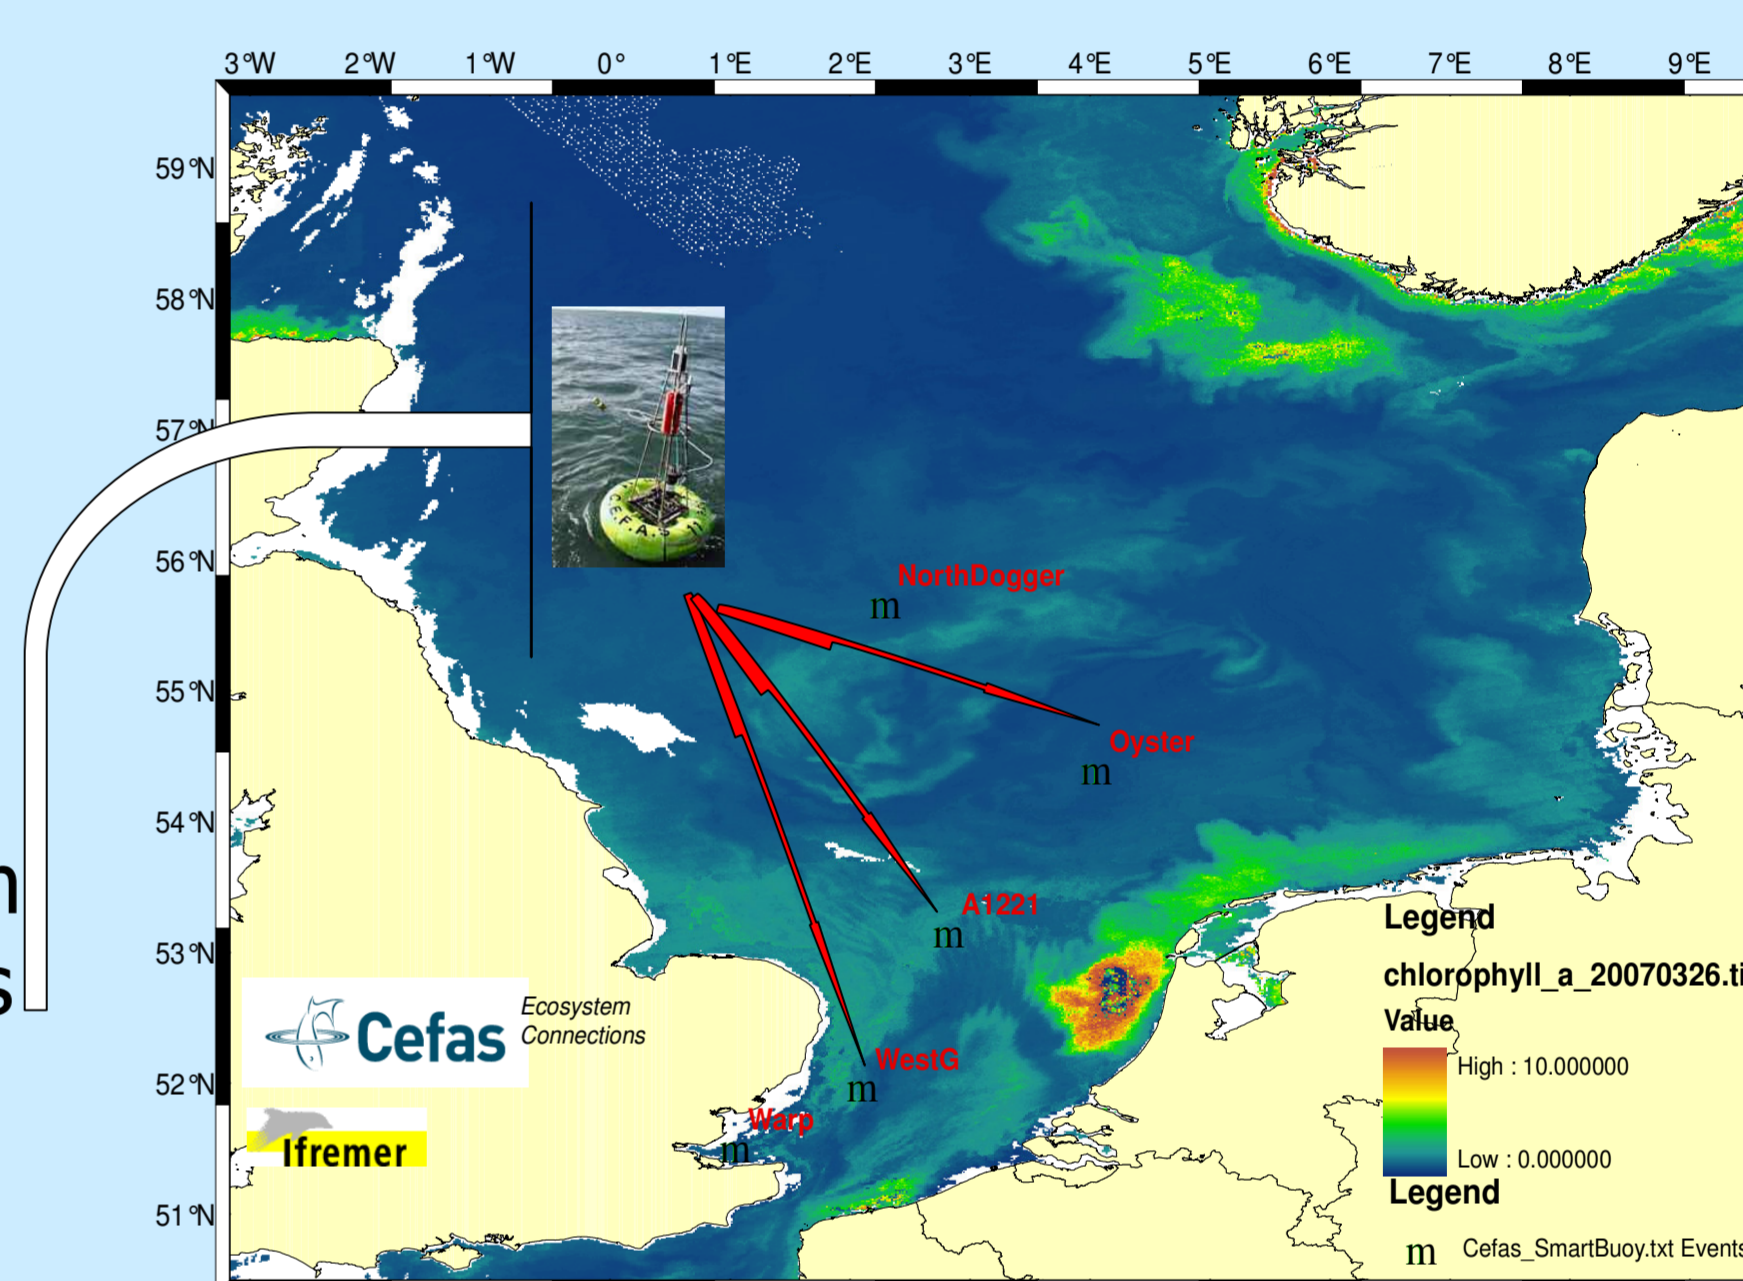 3°W 2°W 1°W 0° 1°E 2°E 3°E 4°E 5°E 6°E 7°E 8°E 9°E
59°N
58°N
57°N
56°N
55°N
54°N
53°N
52°N
51°N
C.E.F.A.S
NorthDogger
m
Oyster
m
A1221
m
WestG
m
Warp
m
n
s
Cefas
Ecosystem
Connections
Ifremer
Legend
chlorophyll_a_20070326.ti
Value
High : 10.000000
Low : 0.000000
Legend
m Cefas_SmartBuoy.txt Events